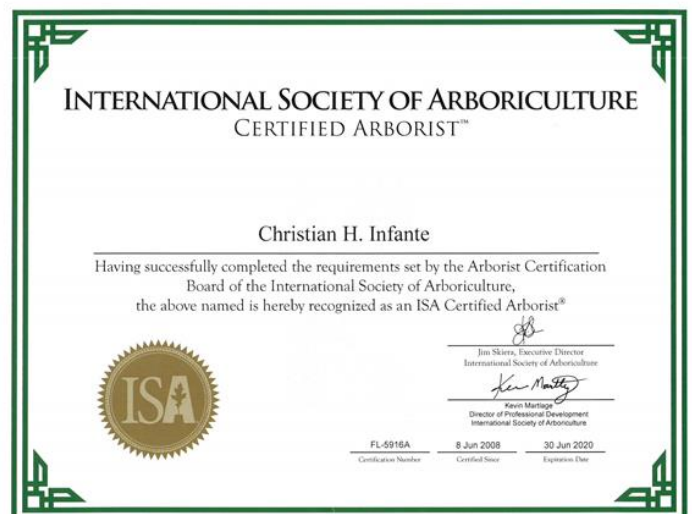 INTERNATIONAL SOCIETY OF ARBORICULTURE
CERTIFIED ARBORIST™
Christian H. Infante
Having successfully completed the requirements set by the Arborist Certification
Board of the International Society of Arboriculture,
the above named is hereby recognized as an ISA Certified Arborist®
Jim Skiera, Executive Director
International Society of Arboriculture
Kevin Martlage
Director of Professional Development
International Society of Arboriculture
ISA
FL-5916A 8 Jun 2008 30 Jun 2020
Certification Number Certified Since Expiration Date